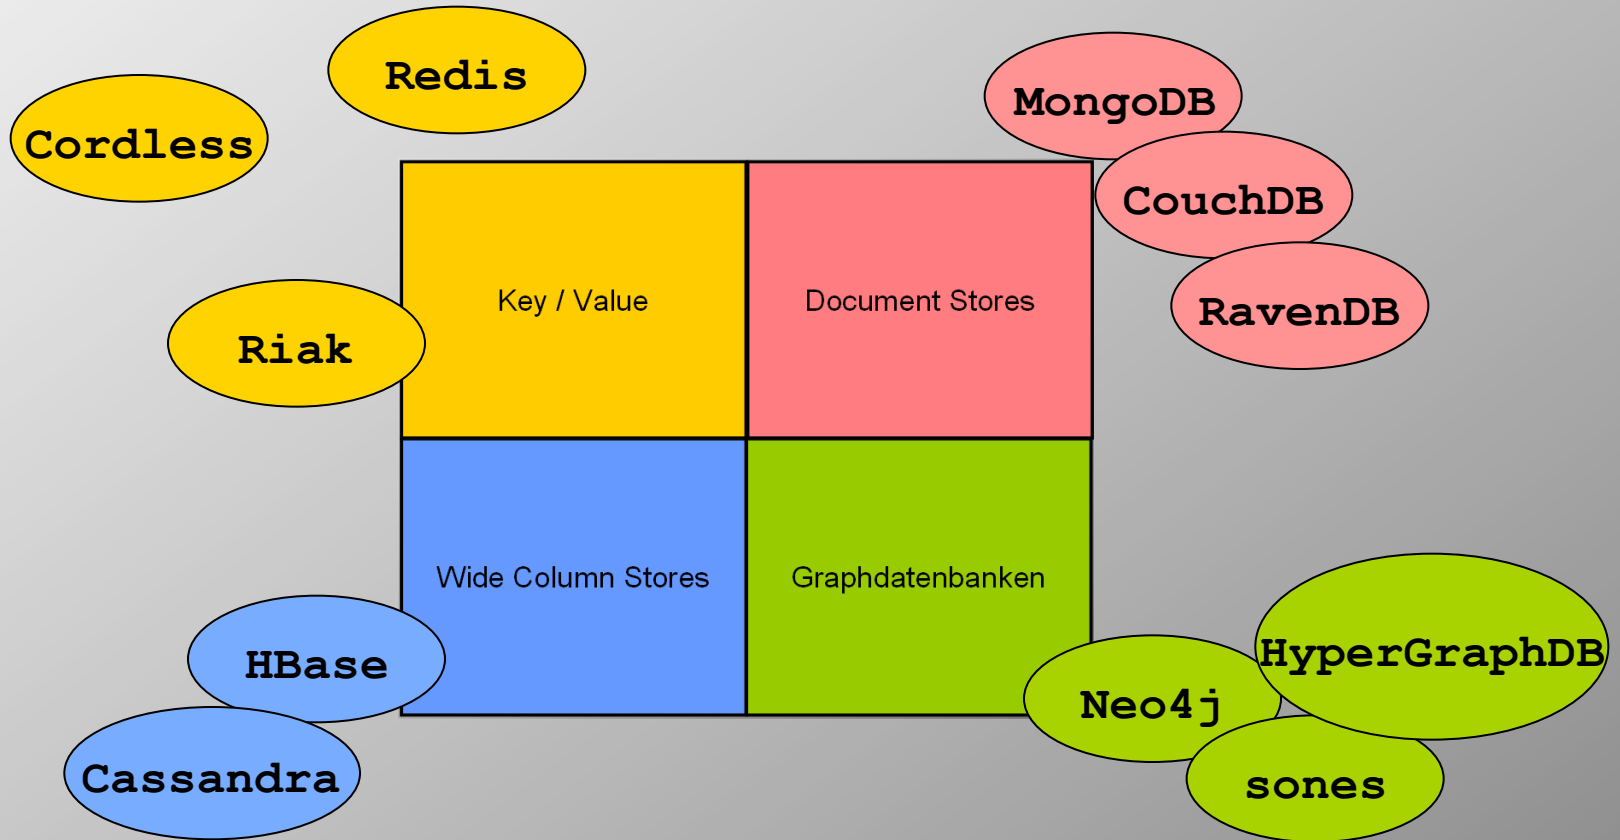 Redis
Cordless
MongoDB
CouchDB
RavenDB
Key / Value
Document Stores
Riak
Wide Column Stores
Graphdatenbanken
HBase
Cassandra
HyperGraphDB
Neo4j
sones